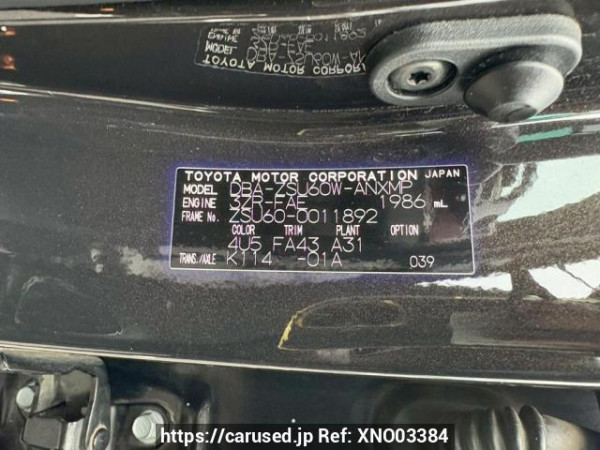 TOYOTA MOTOR CORPORATION JAPAN
MODEL DBA-ZSU60W-ANXMP
ENGINE 3ZR-FAE 1986 mL
FRAME No. ZSU60-0011892
COLOR TRIM PLANT OPTION
4U5 FA43 A31
TRANS./AXLE K114 -01A 039
https://carused.jp Ref: XNO03384